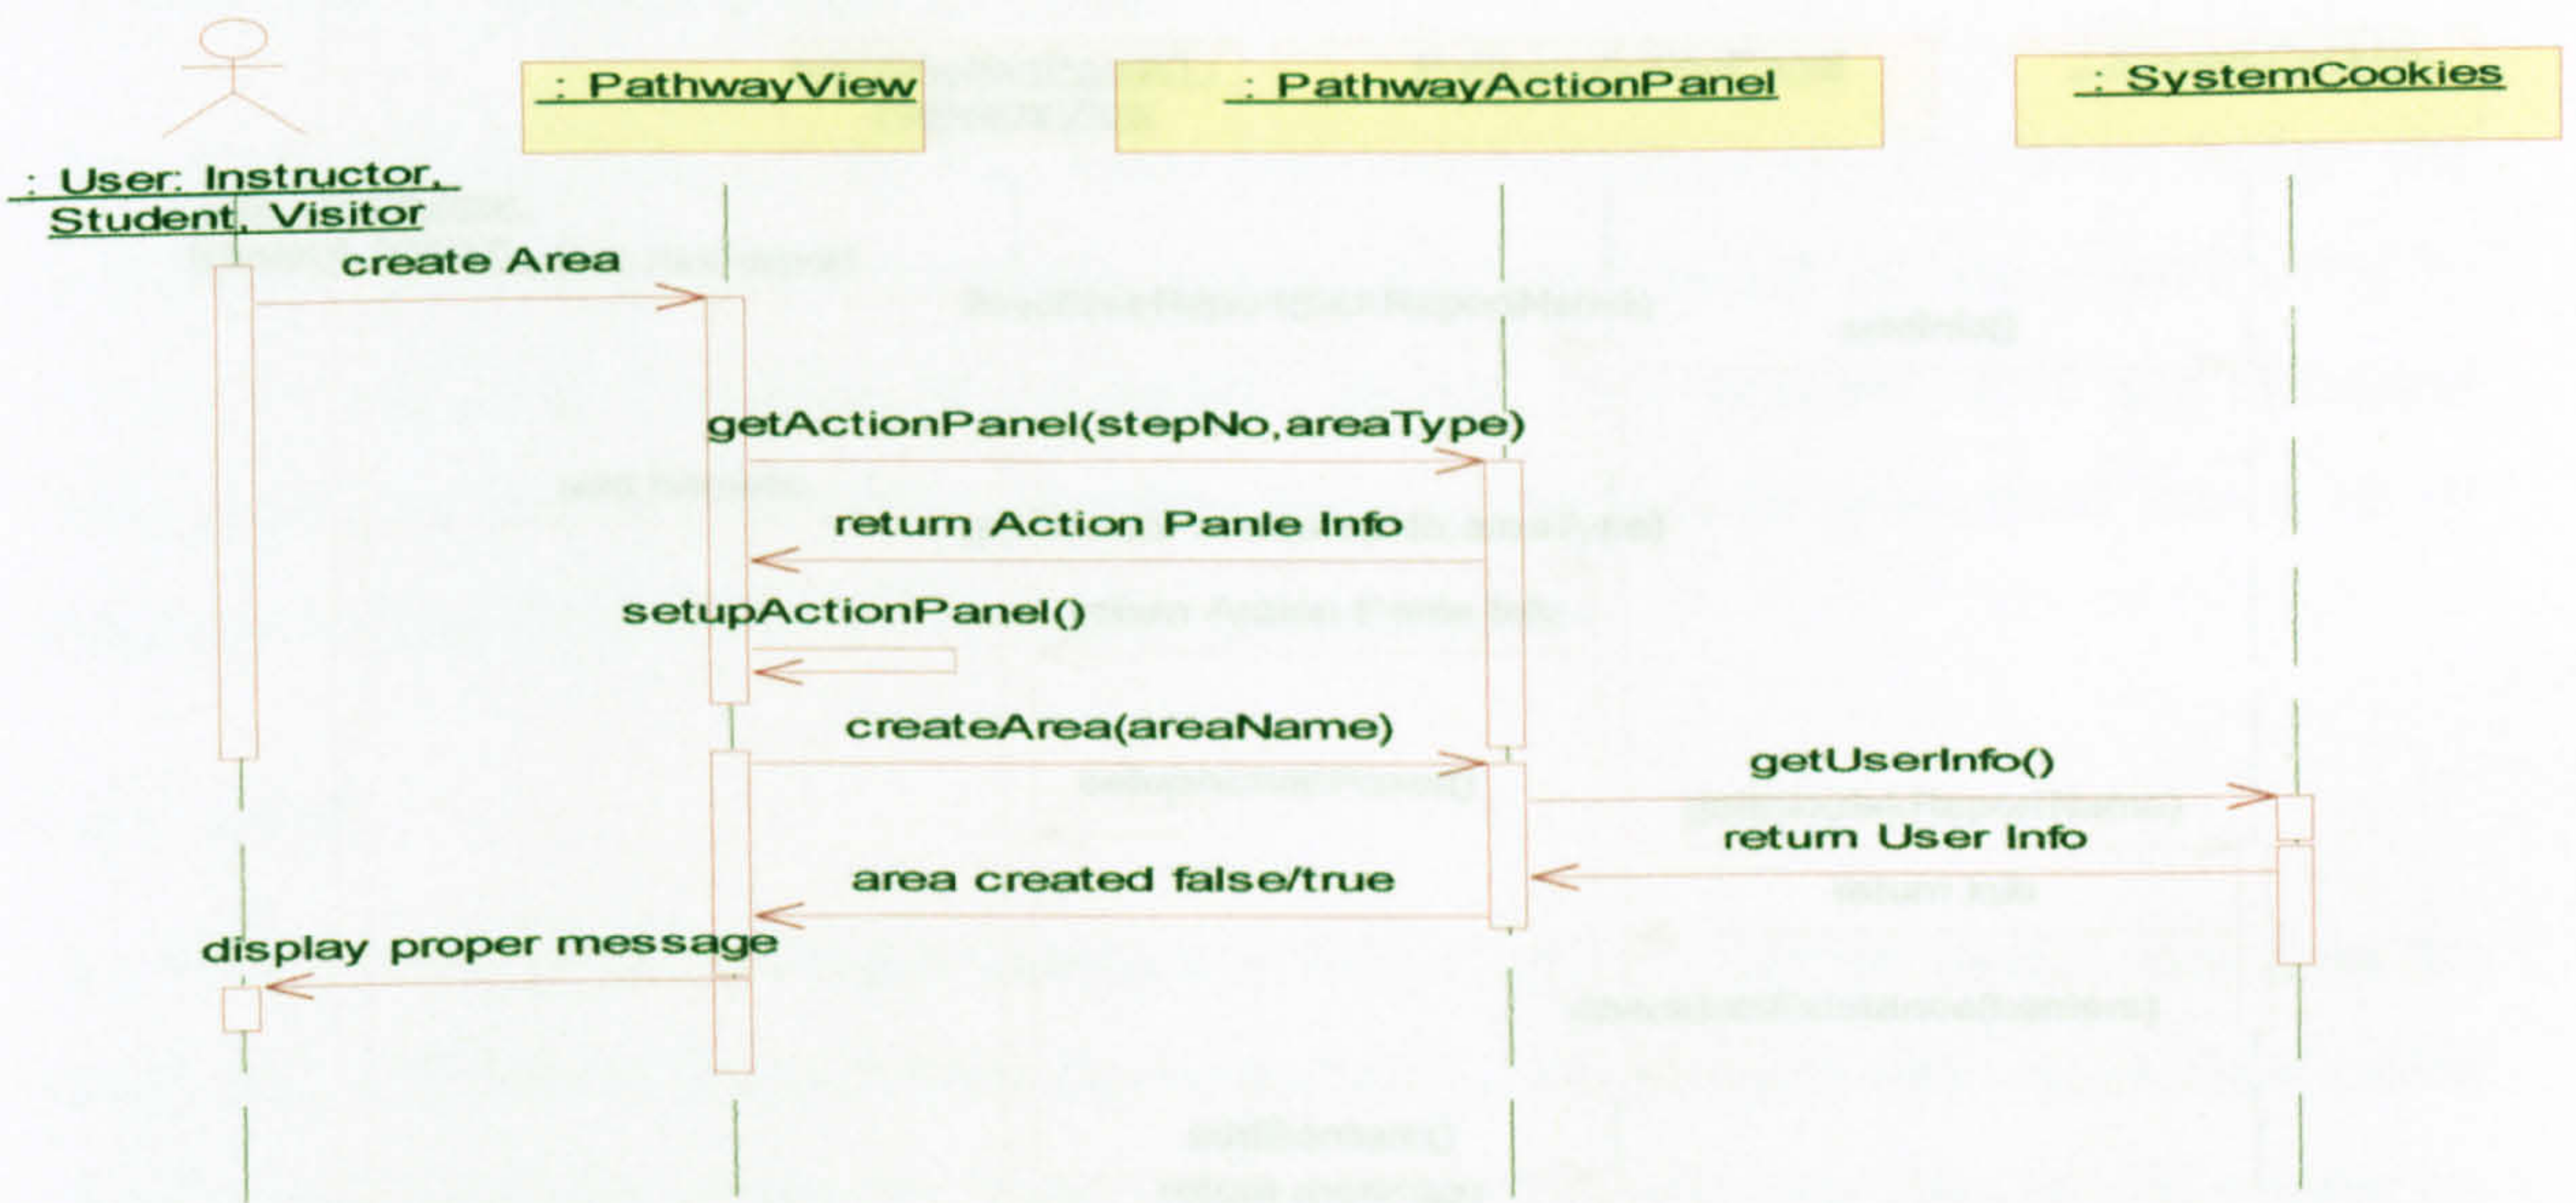 : PathwayView
: PathwayActionPanel
: SystemCookies
: User: Instructor,
Student, Visitor
create Area
getActionPanel(stepNo,areaType)
return Action Panle Info
setupActionPanel()
createArea(areaName)
getUserInfo()
return User Info
area created false/true
display proper message